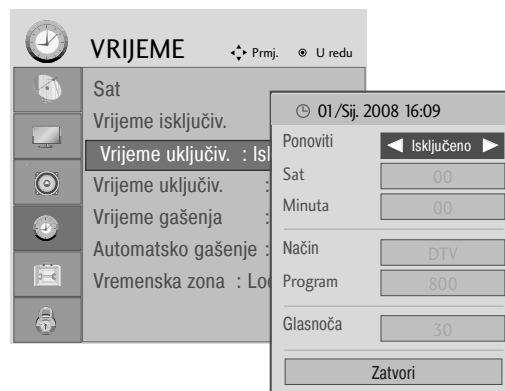 VRIJEME Prmj. U redu
Sat
Vrijeme isključiv.
Vrijeme uključiv. : Isl
Vrijeme uključiv. :
Vrijeme gašenja :
Automatsko gašenje :
Vremenska zona : Lo
01/Sij. 2008 16:09
Ponoviti Isključeno
Sat 00
Minuta 00
Način DTV
Program 800
Glasnoča 30
Zatvori